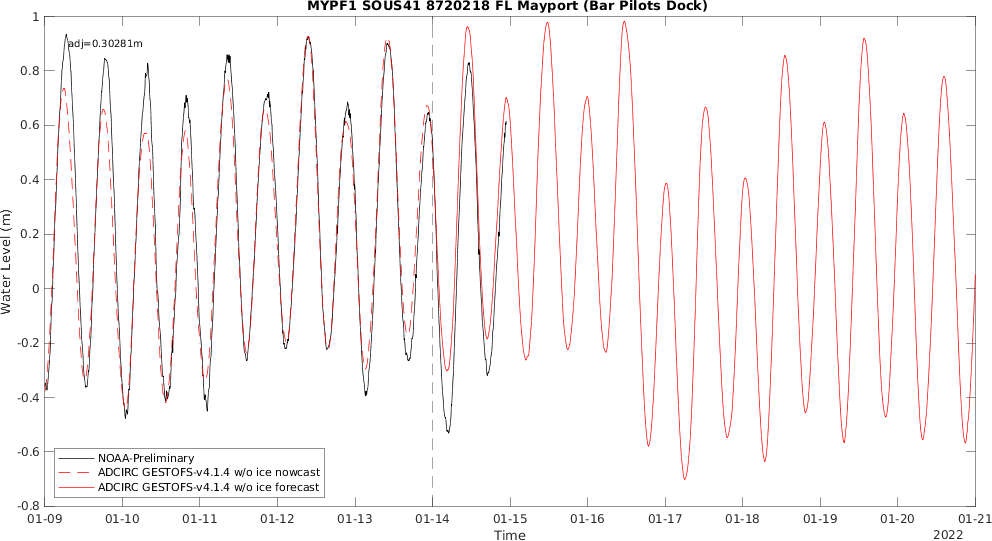 MYPF1 SOUS41 8720218 FL Mayport (Bar Pilots Dock)
adj=0.30281m
1
0.8
0.6
0.4
0.2
0
-0.2
-0.4
-0.6
-0.8
Water Level (m)
NOAA-Preliminary
ADCIRC GESTOFS-v4.1.4 w/o ice nowcast
ADCIRC GESTOFS-v4.1.4 w/o ice forecast
01-09 01-10 01-11 01-12 01-13 01-14 01-15 01-16 01-17 01-18 01-19 01-20 01-21
Time
2022